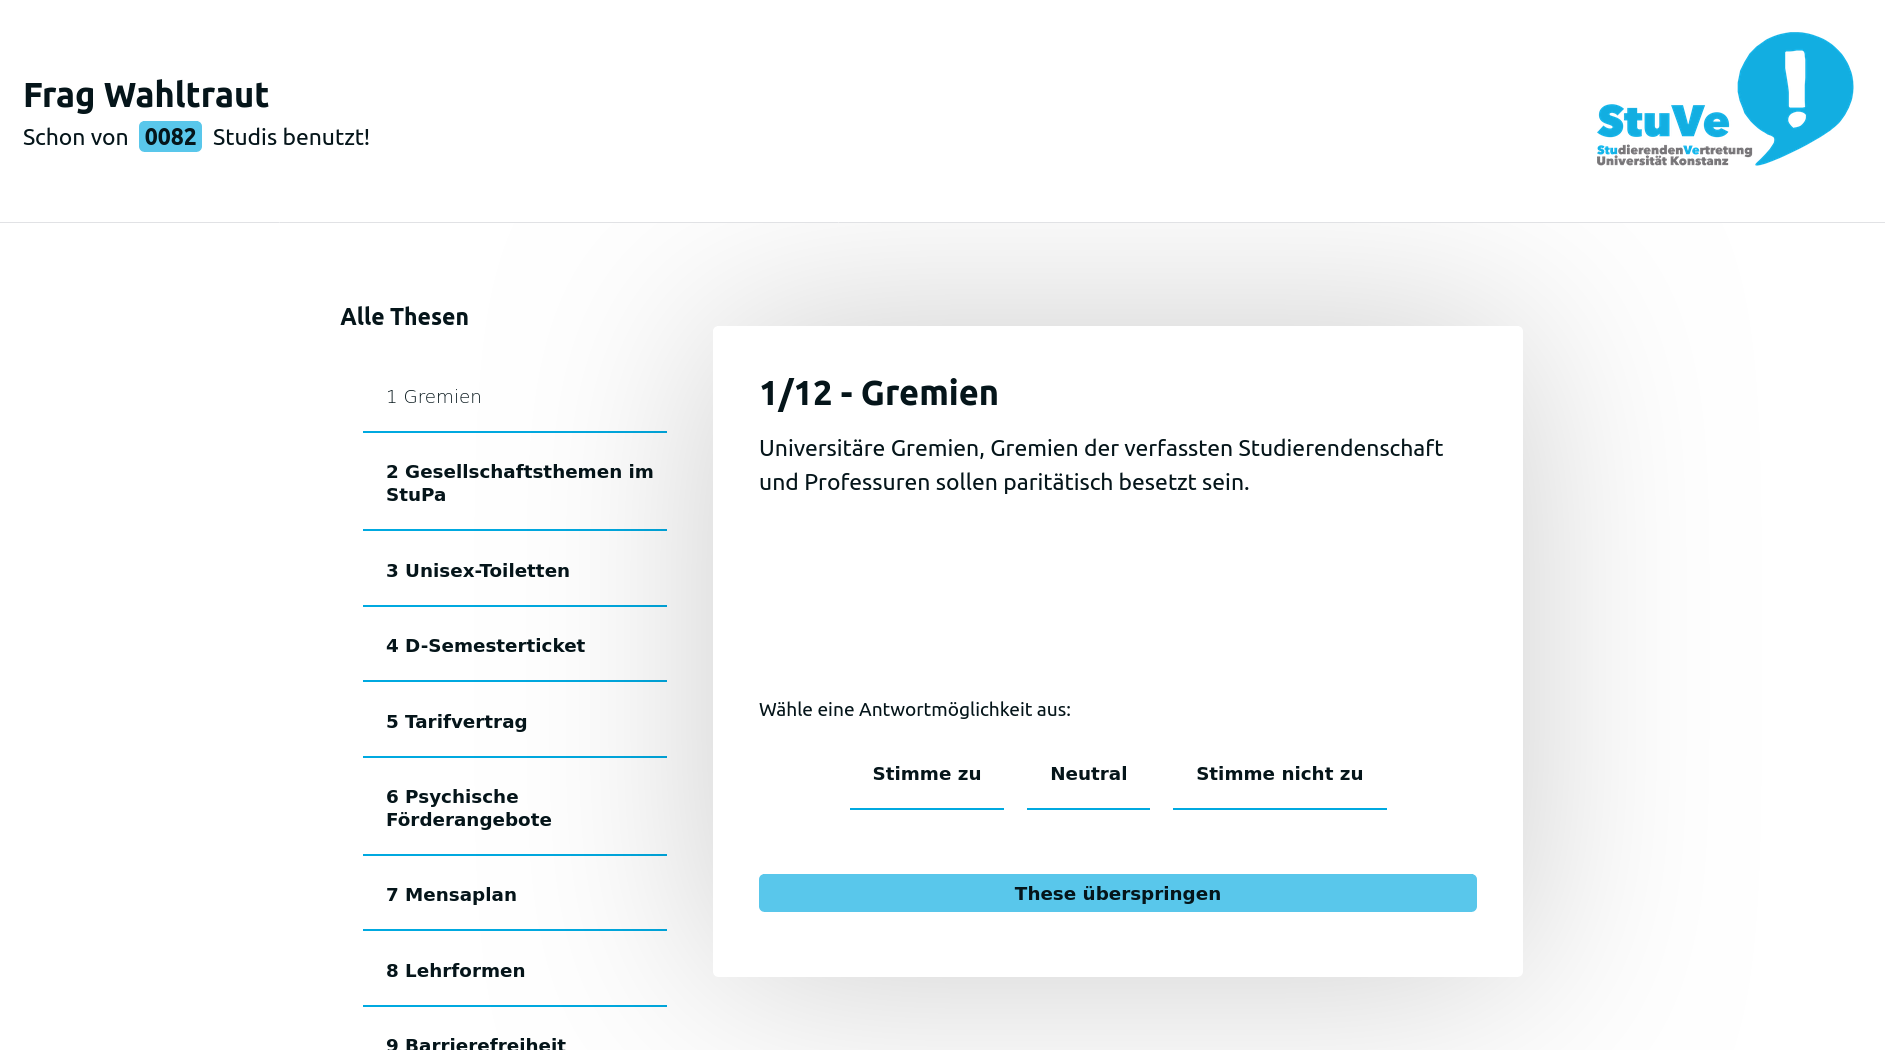 Frag Wahltraut
Schon von 0082 Studis benutzt!
StuVe
StudierendenVertretung
Universität Konstanz
Alle Thesen
1 Gremien
2 Gesellschaftsthemen im
StuPa
3 Unisex-Toiletten
4 D-Semesterticket
5 Tarifvertrag
6 Psychische
Förderangebote
7 Mensaplan
8 Lehrformen
9 Barrierefreiheit
1/12 - Gremien
Universitäre Gremien, Gremien der verfassten Studierendenschaft
und Professuren sollen paritätisch besetzt sein.
Wähle eine Antwortmöglichkeit aus:
Stimme zu Neutral Stimme nicht zu
These überspringen